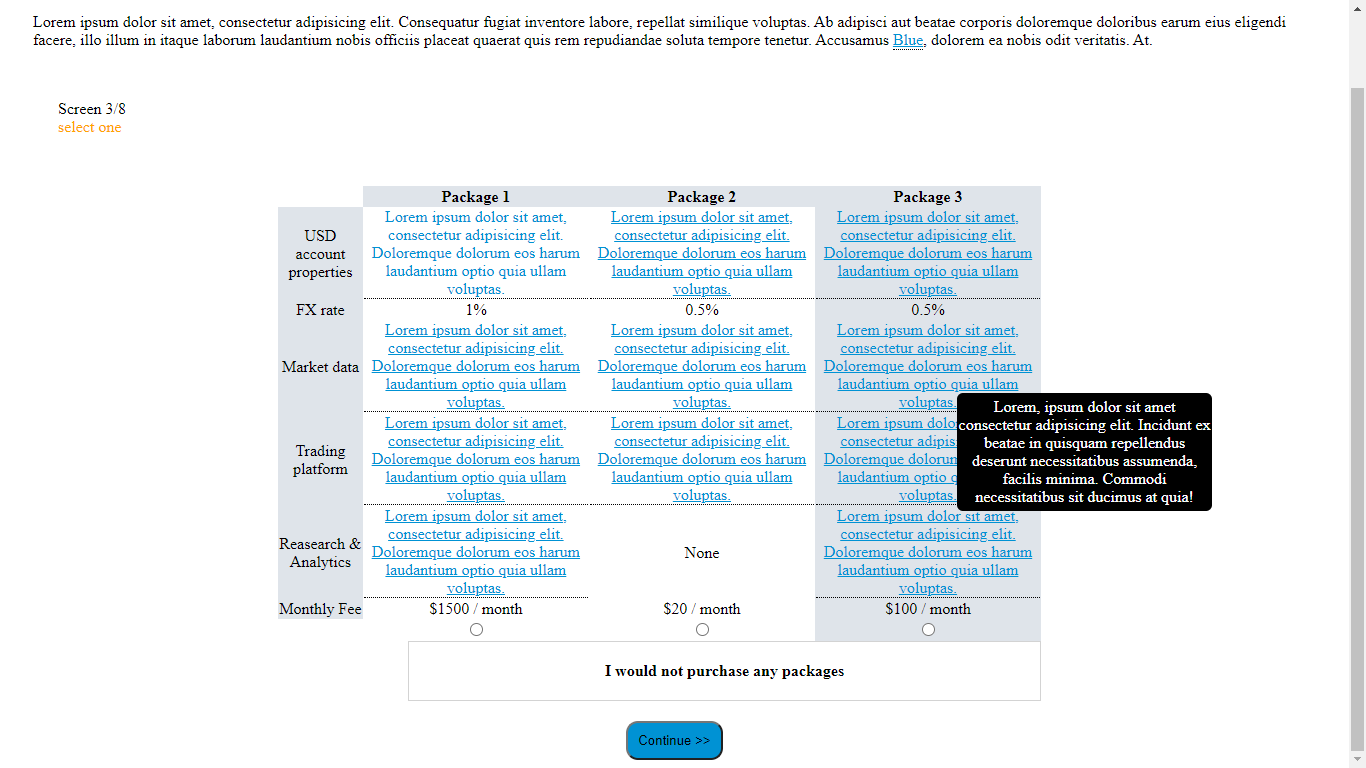 Lorem ipsum dolor sit amet, consectetur adipisicing elit. Consequatur fugiat inventore labore, repellat similique voluptas. Ab adipisci aut beatae corporis doloremque doloribus earum eius eligendi
facere, illo illum in itaque laborum laudantium nobis officiis placeat quaerat quis rem repudiandae soluta tempore tenetur. Accusamus Blue, dolorem ea nobis odit veritatis. At.
Screen 3/8
select one
Package 1
Package 2
Package 3
USD
account
properties
Lorem ipsum dolor sit amet,
consectetur adipisicing elit.
Doloremque dolorum eos harum
laudantium optio quia ullam
voluptas.
Lorem ipsum dolor sit amet,
consectetur adipisicing elit.
Doloremque dolorum eos harum
laudantium optio quia ullam
voluptas.
Lorem ipsum dolor sit amet,
consectetur adipisicing elit.
Doloremque dolorum eos harum
laudantium optio quia ullam
voluptas.
FX rate
1%
0.5%
0.5%
Market data
Lorem ipsum dolor sit amet,
consectetur adipisicing elit.
Doloremque dolorum eos harum
laudantium optio quia ullam
voluptas.
Lorem ipsum dolor sit amet,
consectetur adipisicing elit.
Doloremque dolorum eos harum
laudantium optio quia ullam
voluptas.
Lorem ipsum dolor sit amet,
consectetur adipisicing elit.
Doloremque dolorum eos harum
laudantium optio quia ullam
voluptas.
Trading
platform
Lorem ipsum dolor sit amet,
consectetur adipisicing elit.
Doloremque dolorum eos harum
laudantium optio quia ullam
voluptas.
Lorem ipsum dolor sit amet,
consectetur adipisicing elit.
Doloremque dolorum eos harum
laudantium optio quia ullam
voluptas.
Lorem ipsum dolo
consectetur adipis
Doloremque dolorum
laudantium optio q
voluptas.
Lorem, ipsum dolor sit amet
consectetur adipisicing elit. Incidunt ex
beatae in quisquam repellendus
deserunt necessitatibus assumenda,
facilis minima. Commodi
necessitatibus sit ducimus at quia!
Reasearch &
Analytics
Lorem ipsum dolor sit amet,
consectetur adipisicing elit.
Doloremque dolorum eos harum
laudantium optio quia ullam
voluptas.
None
Lorem ipsum dolor sit amet,
consectetur adipisicing elit.
Doloremque dolorum eos harum
laudantium optio quia ullam
voluptas.
Monthly Fee
$1500 / month
$20 / month
$100 / month
I would not purchase any packages
Continue >>